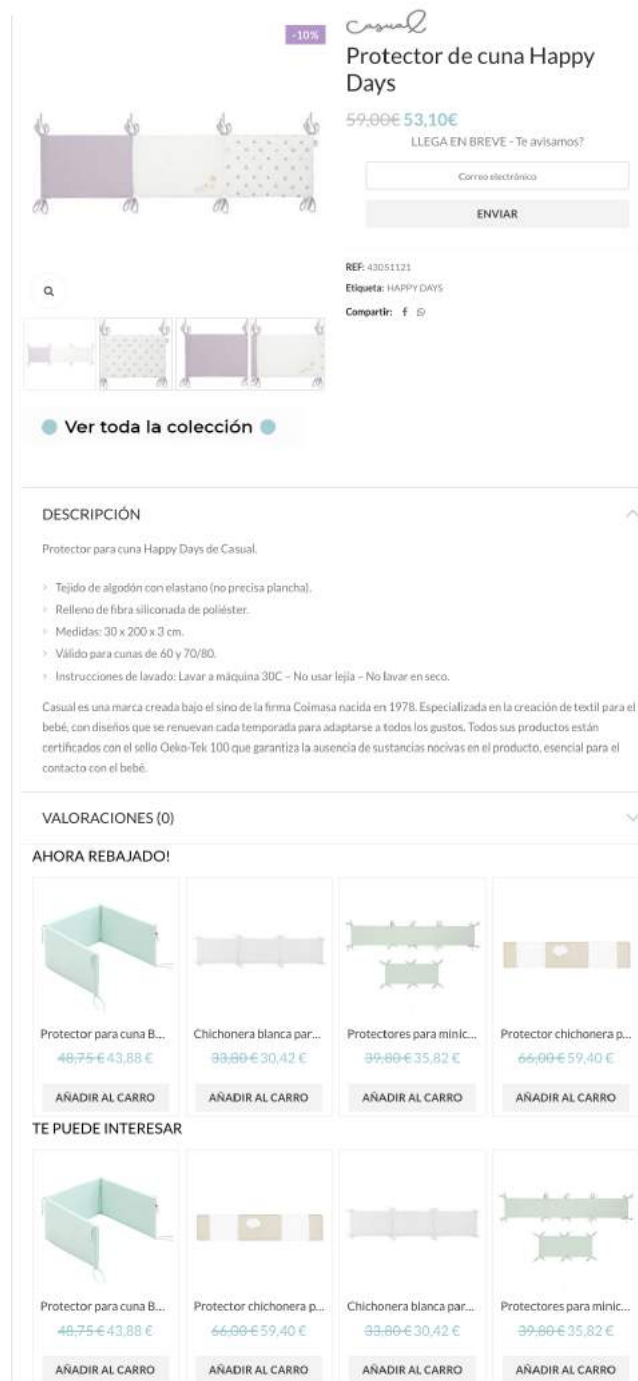 -10%
Casual
Protector de cuna Happy
Days
59,00€ 53,10€
LLEGA EN BREVE - Te avisamos?
Correo electrónico
ENVIAR
REF: 43051121
Etiqueta: HAPPY DAYS
Compartir:
Ver toda la colección
DESCRIPCIÓN
Protector para cuna Happy Days de Casual.
Tejido de algodón con elastano (no precisa plancha).
Relleno de fibra siliconada de poliéster.
Medidas: 30 x 200 x 3 cm.
Válido para cunas de 60 y 70/80.
Instrucciones de lavado: Lavar a máquina 30C – No usar lejía – No lavar en seco.
Casual es una marca creada bajo el sino de la firma Coimasa nacida en 1978. Especializada en la creación de textil para el
bebé, con diseños que se renuevan cada temporada para adaptarse a todos los gustos. Todos sus productos están
certificados con el sello Oeko-Tek 100 que garantiza la ausencia de sustancias nocivas en el producto, esencial para el
contacto con el bebé.
VALORACIONES (0)
AHORA REBAJADO!
Protector para cuna B... Chichonera blanca par... Protectores para minic... Protector chichonera p...
48,75 € 43,88 € 33,80 € 30,42 € 39,80 € 35,82 € 66,00 € 59,40 €
AÑADIR AL CARRO AÑADIR AL CARRO AÑADIR AL CARRO AÑADIR AL CARRO
TE PUEDE INTERESAR
Protector para cuna B... Protector chichonera p... Chichonera blanca par... Protectores para minic...
48,75 € 43,88 € 66,00 € 59,40 € 33,80 € 30,42 € 39,80 € 35,82 €
AÑADIR AL CARRO AÑADIR AL CARRO AÑADIR AL CARRO AÑADIR AL CARRO